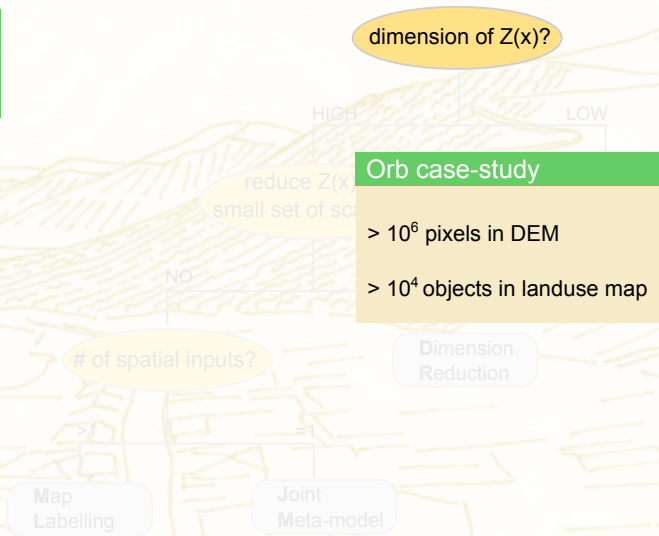 dimension of Z(x)?
HIGH
LOW
Orb case-study
reduce Z(x)
small set of
> 10⁶ pixels in DEM
> 10⁴ objects in landuse map
NO
# of spatial inputs?
Dimension
Reduction
>1
=1
Map
Labelling
Joint
Meta-model